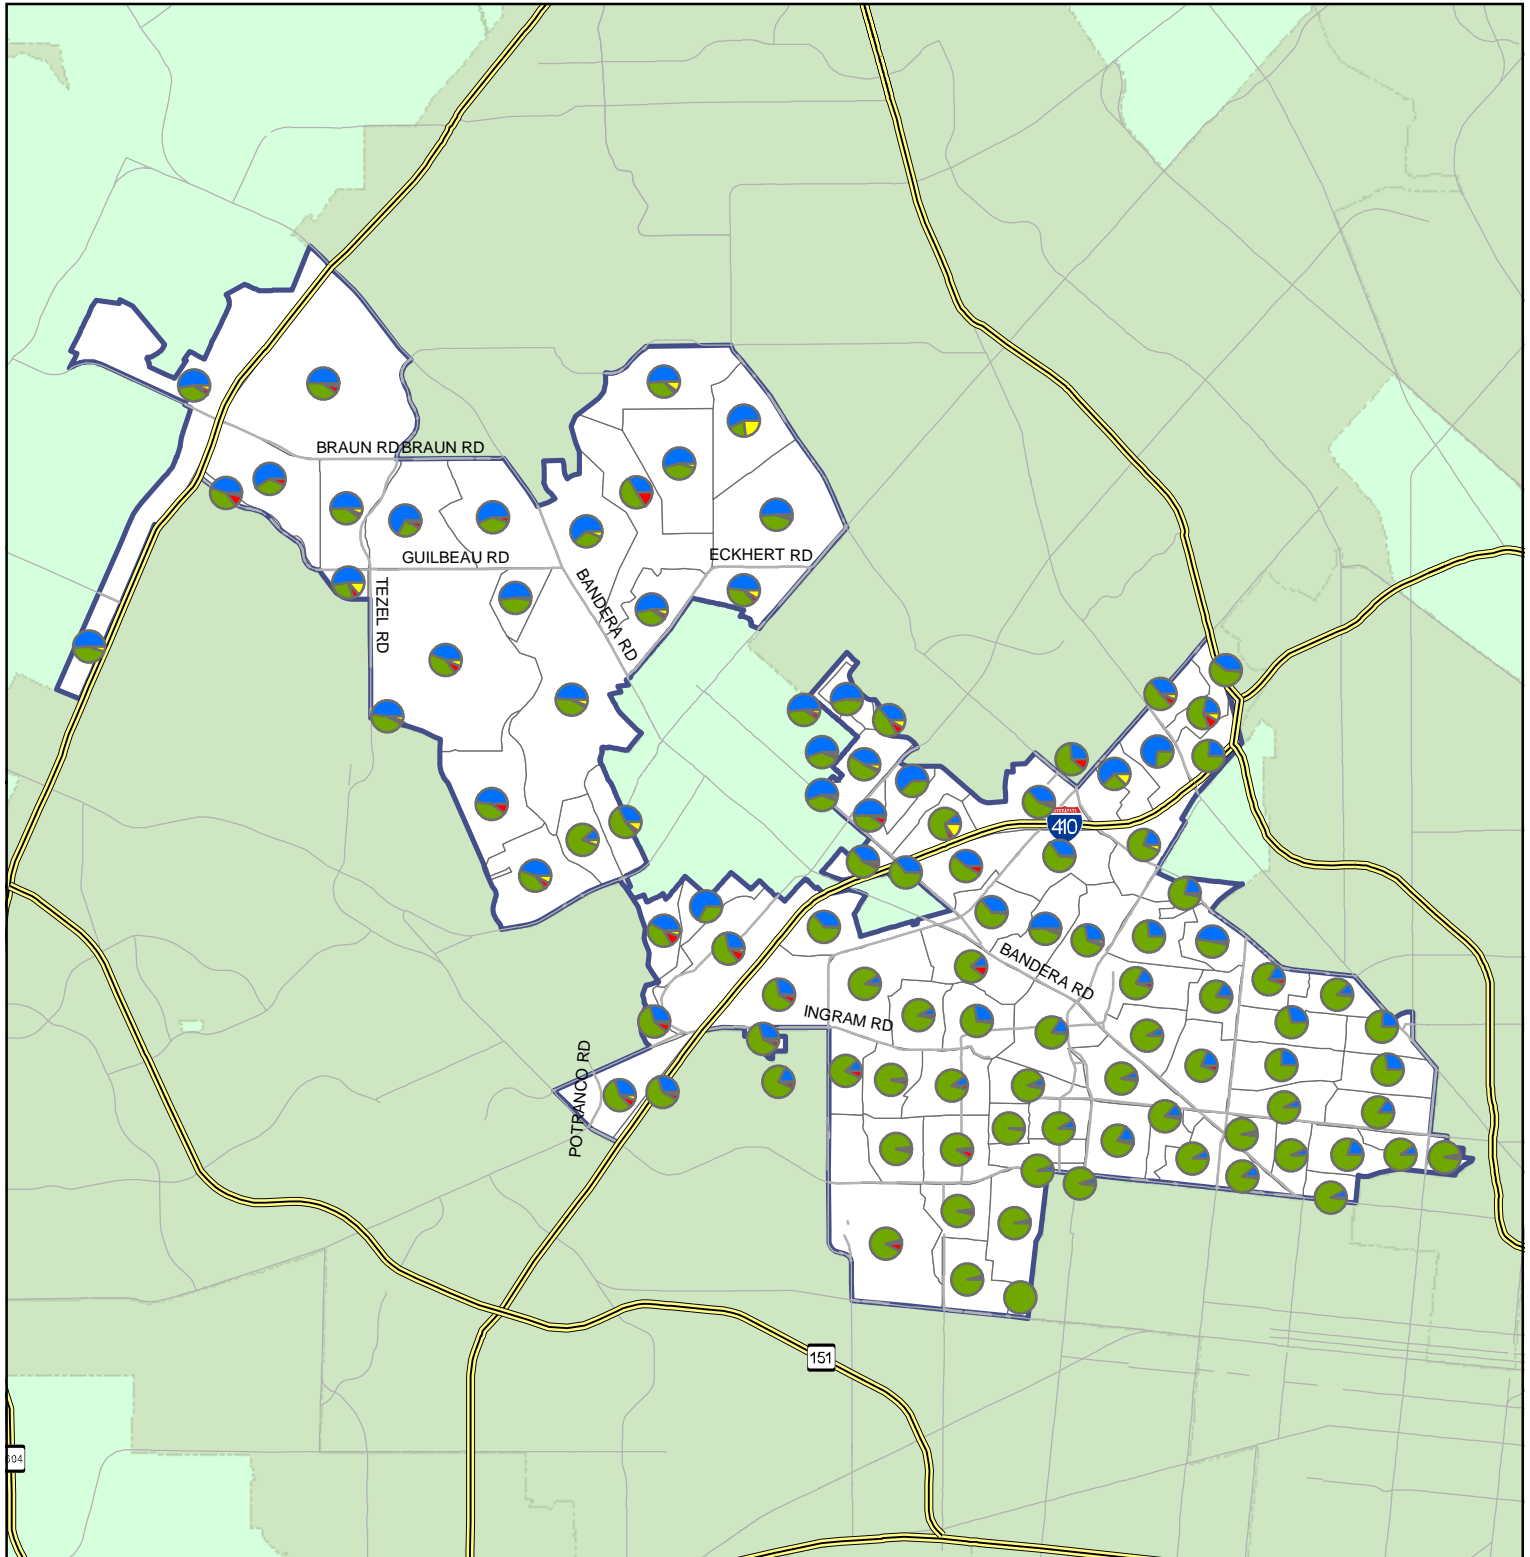 BRAUN RD
BRAUN RD
GUILBEAU RD
ECKHERT RD
TEZEL RD
BANDERA RD
INTERSTATE
410
BANDERA RD
INGRAM RD
POTRANCO RD
151